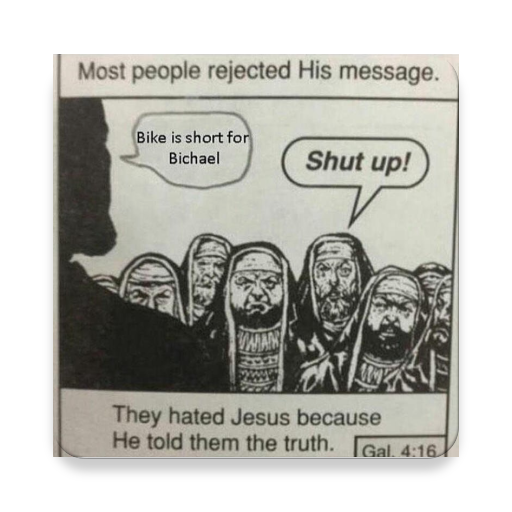 Most people rejected His message.
Bike is short for
Bichael
Shut up!
They hated Jesus because
He told them the truth.
Gal. 4:16